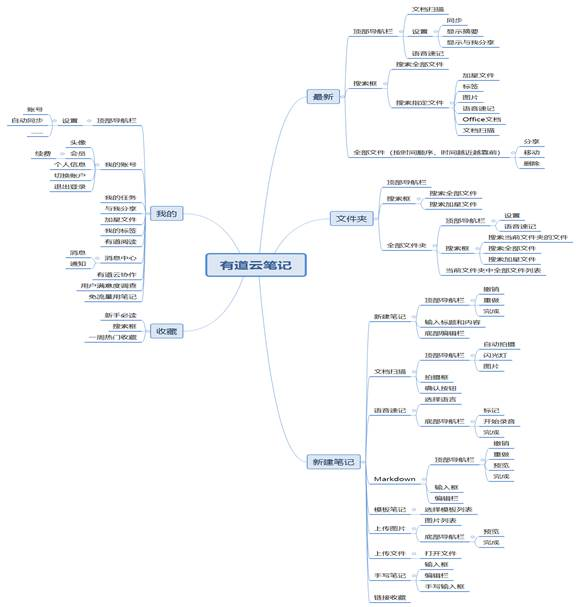 有道云笔记
最新
顶部导航栏
文档扫描
设置
同步
显示摘要
显示与我分享
语音速记
搜索框
搜索全部文件
搜索指定文件
加星文件
标签
图片
语音速记
Office文档
文档扫描
全部文件（按时间顺序、时间越近越靠前）
分享
移动
删除
文件夹
顶部导航栏
搜索框
搜索全部文件
搜索加星文件
全部文件夹
顶部导航栏
设置
语音速记
搜索框
搜索当前文件夹的文件
搜索全部文件
搜索加星文件
当前文件夹中全部文件列表
新建笔记
新建笔记
顶部导航栏
撤销
重做
完成
输入标题和内容
底部编辑栏
文档扫描
顶部导航栏
自动拍摄
闪光灯
图片
拍摄框
确认按钮
语音速记
选择语言
底部导航栏
标记
开始录音
完成
Markdown
顶部导航栏
撤销
重做
预览
完成
输入框
编辑栏
模板笔记
选择模板列表
上传图片
图片列表
底部导航栏
预览
完成
上传文件
打开文件
手写笔记
输入框
编辑栏
手写输入框
链接收藏
我的
顶部导航栏
设置
账号
自动同步
……
我的账号
头像
会员
续费
个人信息
切换账户
退出登录
我的任务
与我分享
加星文件
我的标签
有道阅读
消息中心
消息
通知
有道云协作
用户满意度调查
免流量用笔记
收藏
新手必读
搜索框
一周热门收藏